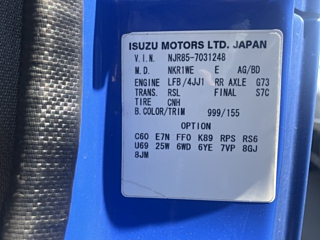 ISUZU MOTORS LTD. JAPAN
V.I.N. NJR85-7031248
M.D. NKR1WE E AG/BD
ENGINE LFB/4JJ1 RR AXLE G73
TRANS. RSL FINAL S7C
TIRE CNH
B.COLOR/TRIM 999/155
OPTION
C60 E7N FF0 K89 RPS RS6
U69 25W 6WD 6YE 7VP 8GJ
8JM